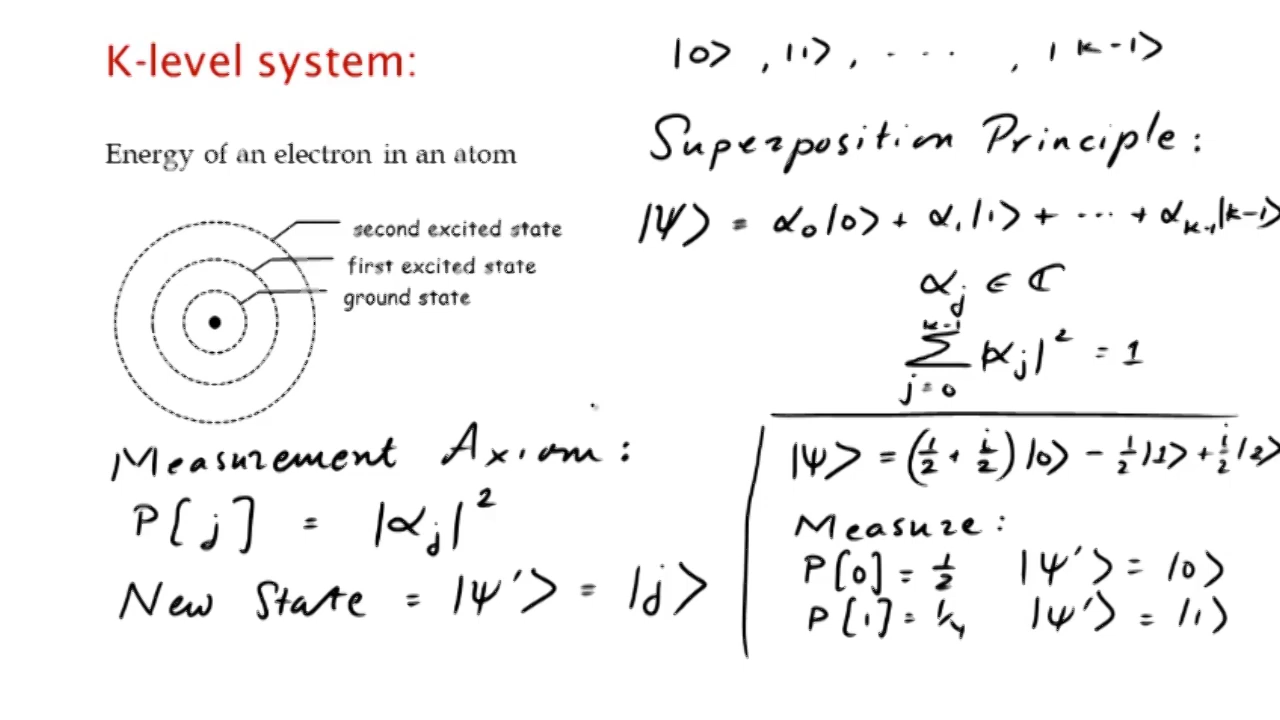 K-level system:
|0⟩, |1⟩, · · · ·, |k-1⟩
Superposition Principle:
Energy of an electron in an atom
|Ψ⟩ = α₀|0⟩ + α₁|1⟩ + ··· + αₖ₋₁|k-1⟩
second excited state
first excited state
ground state
αⱼ ∈ ℂ
k-1
∑ |αⱼ|² = 1
j=0
Measurement Axiom:
P[j] = |αⱼ|²
New State = |Ψ'⟩ = |j⟩
|Ψ⟩ = (1/2 + i/2)|0⟩ - 1/2|1⟩ + i/2|2⟩
Measure:
P[0] = 1/2 |Ψ'⟩ = |0⟩
P[1] = 1/4 |Ψ'⟩ = |1⟩